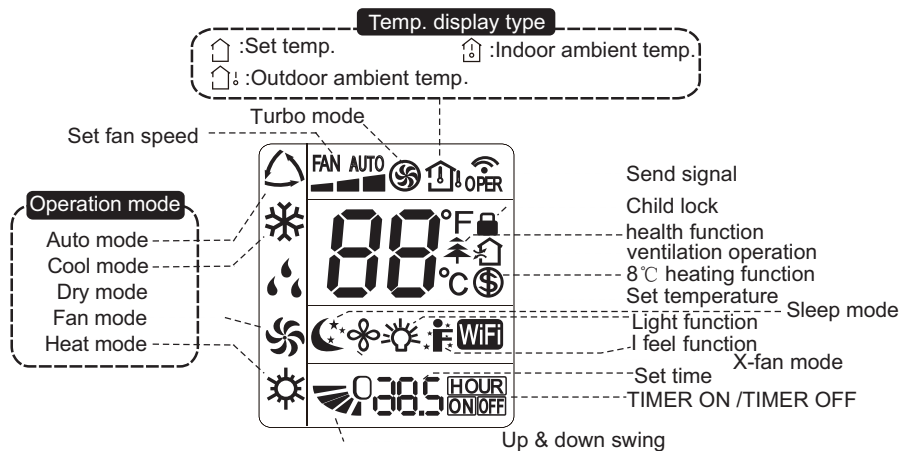 Temp. display type
:Set temp.
:Indoor ambient temp.
:Outdoor ambient temp.
Turbo mode
Set fan speed
FAN AUTO
OPER
Operation mode
Auto mode
Cool mode
Dry mode
Fan mode
Heat mode
88
°F
°C
WiFi
038.5
HOUR
ON OFF
Send signal
Child lock
health function
ventilation operation
8℃ heating function
Set temperature
Sleep mode
Light function
I feel function
X-fan mode
Set time
TIMER ON /TIMER OFF
Up & down swing